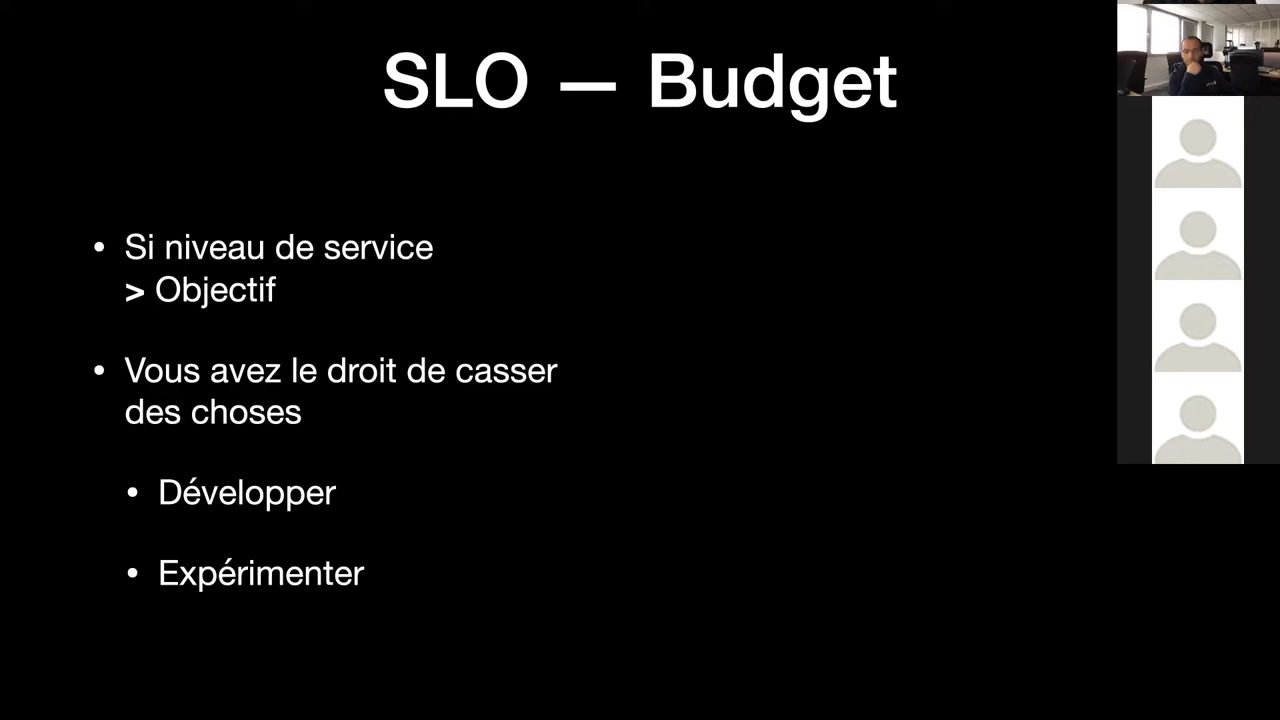 SLO — Budget
• Si niveau de service
> Objectif
• Vous avez le droit de casser
des choses
• Développer
• Expérimenter